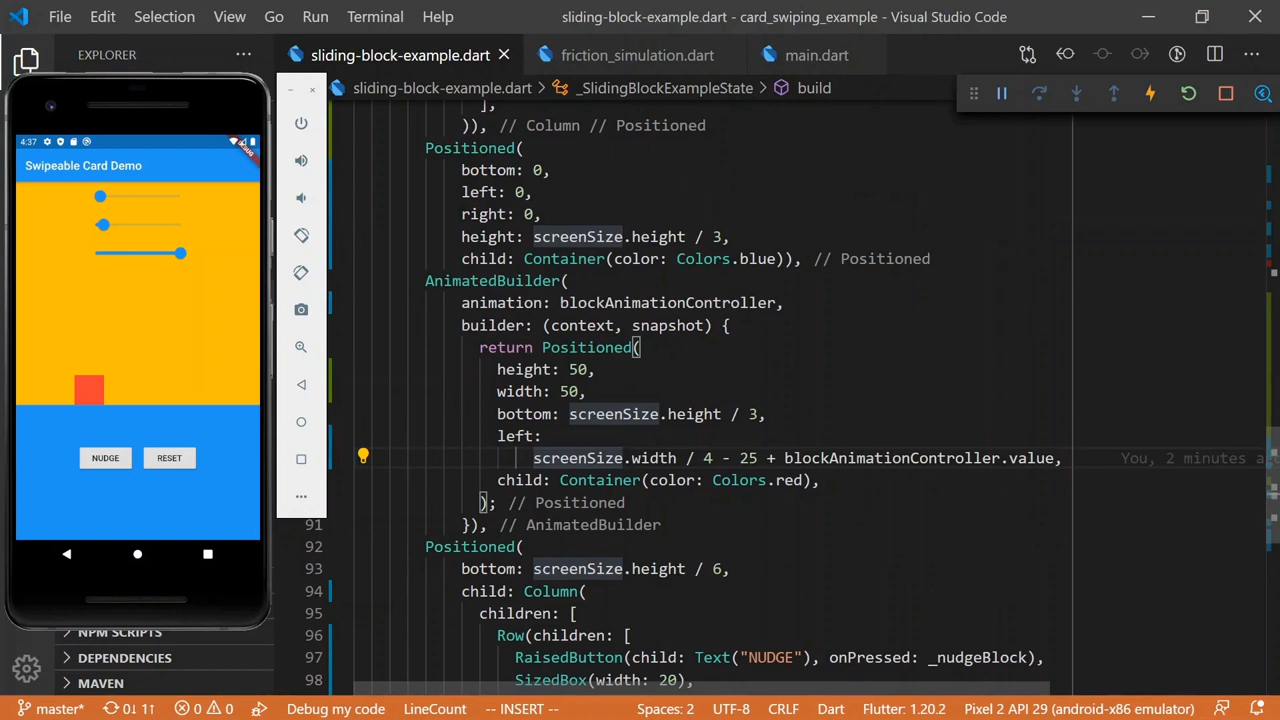 File Edit Selection View Go Run Terminal Help
sliding-block-example.dart - card_swiping_example - Visual Studio Code
EXPLORER
sliding-block-example.dart
friction_simulation.dart
main.dart
sliding-block-example.dart > _SlidingBlockExampleState > build
4:37
Swipeable Card Demo
NUDGE
RESET
],
)), // Column // Positioned
Positioned(
bottom: 0,
left: 0,
right: 0,
height: screenSize.height / 3,
child: Container(color: Colors.blue)), // Positioned
AnimatedBuilder(
animation: blockAnimationController,
builder: (context, snapshot) {
return Positioned(
height: 50,
width: 50,
bottom: screenSize.height / 3,
left:
screenSize.width / 4 - 25 + blockAnimationController.value, You, 2 minutes a
child: Container(color: Colors.red),
); // Positioned
91 }), // AnimatedBuilder
92 Positioned(
93 bottom: screenSize.height / 6,
94 child: Column(
95 children: [
96 Row(children: [
97 RaisedButton(child: Text("NUDGE"), onPressed: _nudgeBlock),
98 SizedBox(width: 20),
NPM SCRIPTS
DEPENDENCIES
MAVEN
master* 0↓ 1↑ 0 0 Debug my code LineCount -- INSERT -- Spaces: 2 UTF-8 CRLF Dart Flutter: 1.20.2 Pixel 2 API 29 (android-x86 emulator)